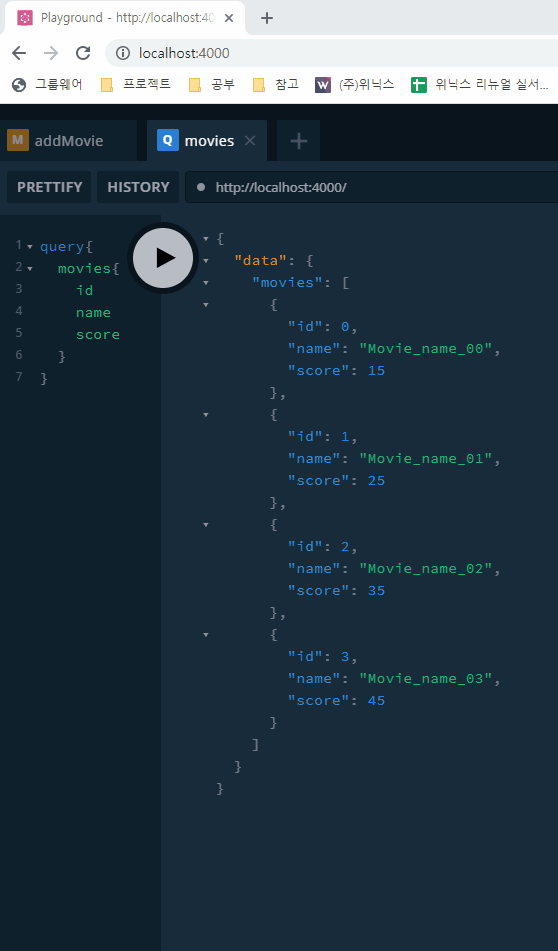 Playground - http://localhost:40
localhost:4000
그룹웨어 프로젝트 공부 참고 W (주)위닉스 위닉스 리뉴얼 실서...
M addMovie Q movies
PRETTIFY HISTORY http://localhost:4000/
1 query{
2 movies{
3 id
4 name
5 score
6 }
7 }
{
"data": {
"movies": [
{
"id": 0,
"name": "Movie_name_00",
"score": 15
},
{
"id": 1,
"name": "Movie_name_01",
"score": 25
},
{
"id": 2,
"name": "Movie_name_02",
"score": 35
},
{
"id": 3,
"name": "Movie_name_03",
"score": 45
}
]
}
}